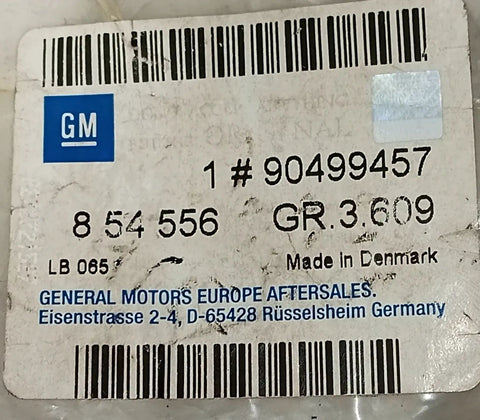 GM
ORIGINAL
1 # 90499457
8 54 556 GR.3.609
LB 065
Made In Denmark
GENERAL MOTORS EUROPE AFTERSALES.
Eisenstrasse 2-4, D-65428 Rüsselsheim Germany